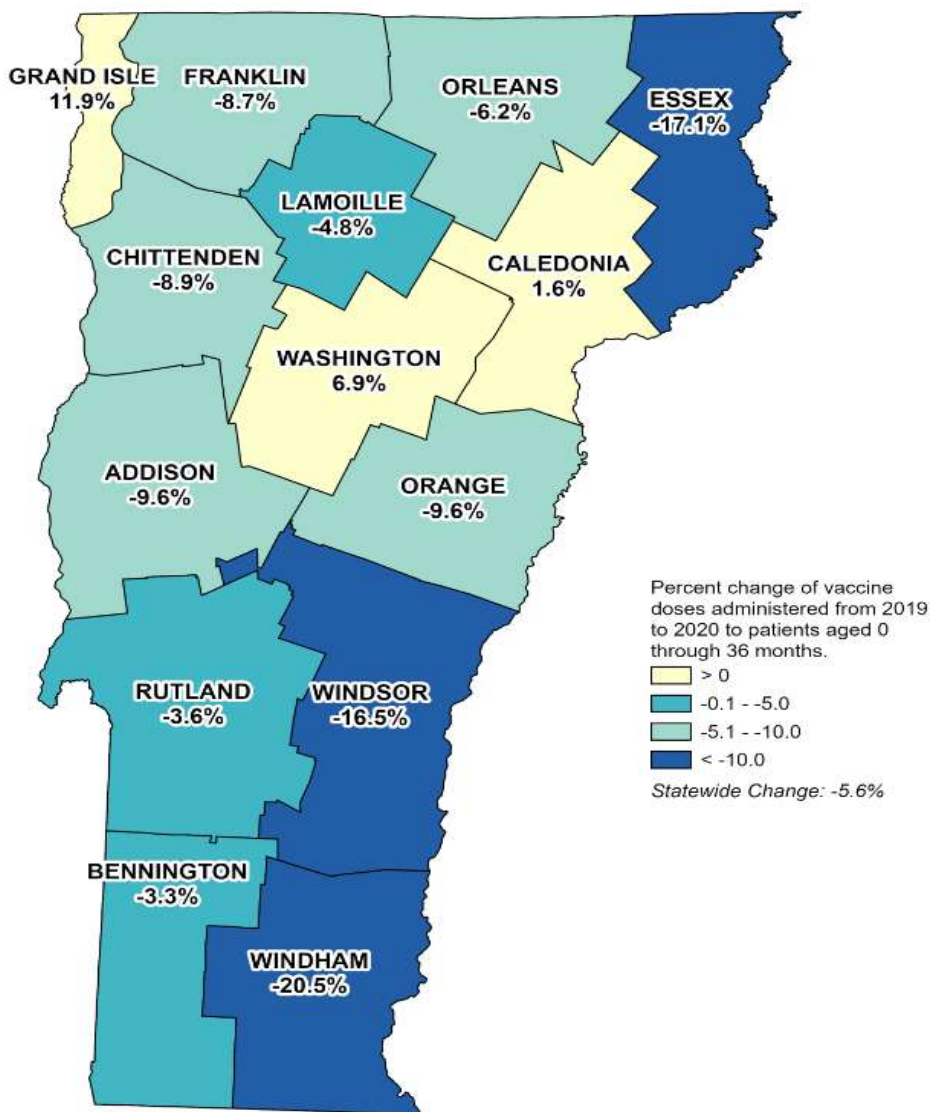 GRAND ISLE
11.9%
FRANKLIN
-8.7%
ORLEANS
-6.2%
ESSEX
-17.1%
LAMOILLE
-4.8%
CHITTENDEN
-8.9%
CALEDONIA
1.6%
WASHINGTON
6.9%
ADDISON
-9.6%
ORANGE
-9.6%
RUTLAND
-3.6%
WINDSOR
-16.5%
BENNINGTON
-3.3%
WINDHAM
-20.5%
Percent change of vaccine
doses administered from 2019
to 2020 to patients aged 0
through 36 months.
> 0
-0.1 - -5.0
-5.1 - -10.0
< -10.0
Statewide Change: -5.6%